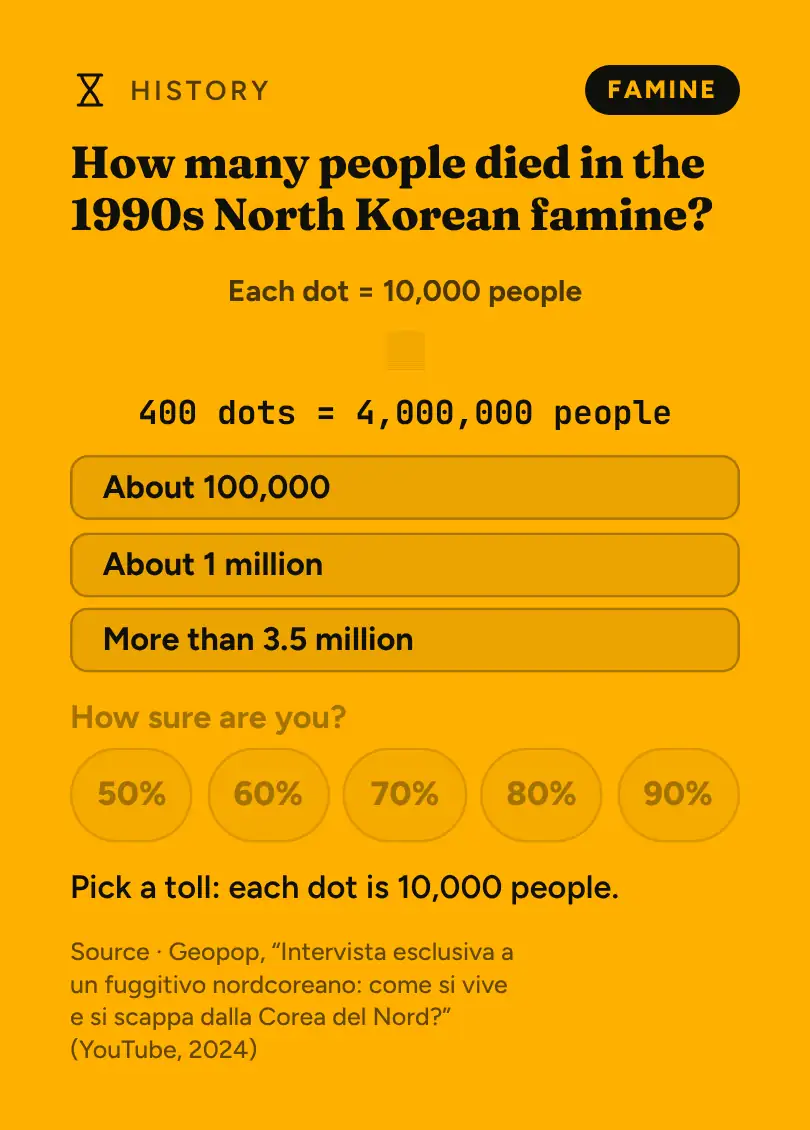 HISTORY
FAMINE
How many people died in the
1990s North Korean famine?
Each dot = 10,000 people
400 dots = 4,000,000 people
About 100,000
About 1 million
More than 3.5 million
How sure are you?
50% 60% 70% 80% 90%
Pick a toll: each dot is 10,000 people.
Source · Geopop, “Intervista esclusiva a
un fuggitivo nordcoreano: come si vive
e si scappa dalla Corea del Nord?”
(YouTube, 2024)